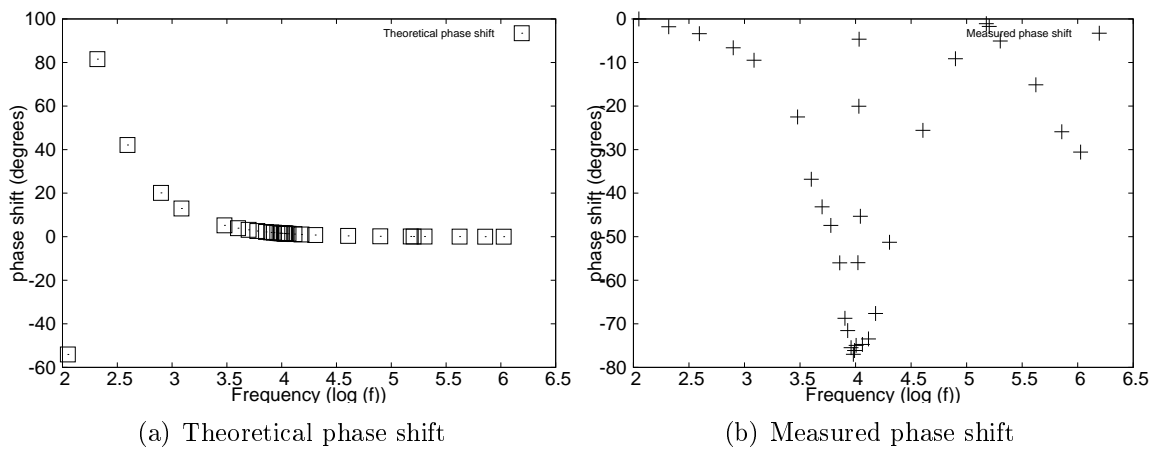 100
80
60
40
20
0
-20
-40
-60
phase shift (degrees)
Theoretical phase shift
2 2.5 3 3.5 4 4.5 5 5.5 6 6.5
Frequency (log (f))
(a) Theoretical phase shift
0
-10
-20
-30
-40
-50
-60
-70
-80
phase shift (degrees)
Measured phase shift
2 2.5 3 3.5 4 4.5 5 5.5 6 6.5
Frequency (log (f))
(b) Measured phase shift